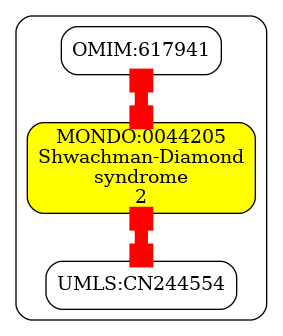 OMIM:617941
MONDO:0044205
Shwachman-Diamond
syndrome
2
UMLS:CN244554